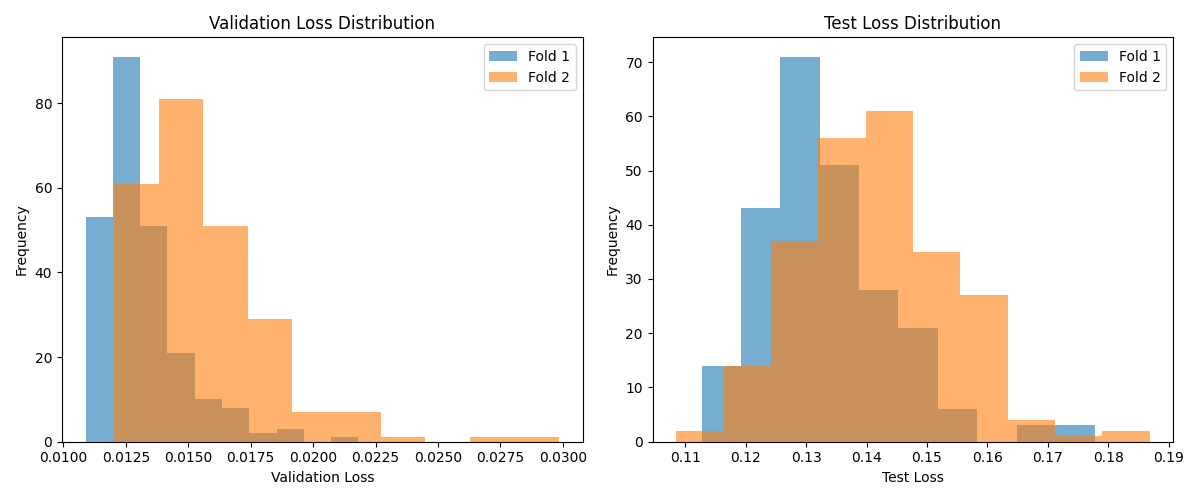 Validation Loss Distribution
Fold 1
Fold 2
Frequency
80
60
40
20
0
0.0100 0.0125 0.0150 0.0175 0.0200 0.0225 0.0250 0.0275 0.0300
Validation Loss
Test Loss Distribution
Fold 1
Fold 2
Frequency
70
60
50
40
30
20
10
0
0.11 0.12 0.13 0.14 0.15 0.16 0.17 0.18 0.19
Test Loss